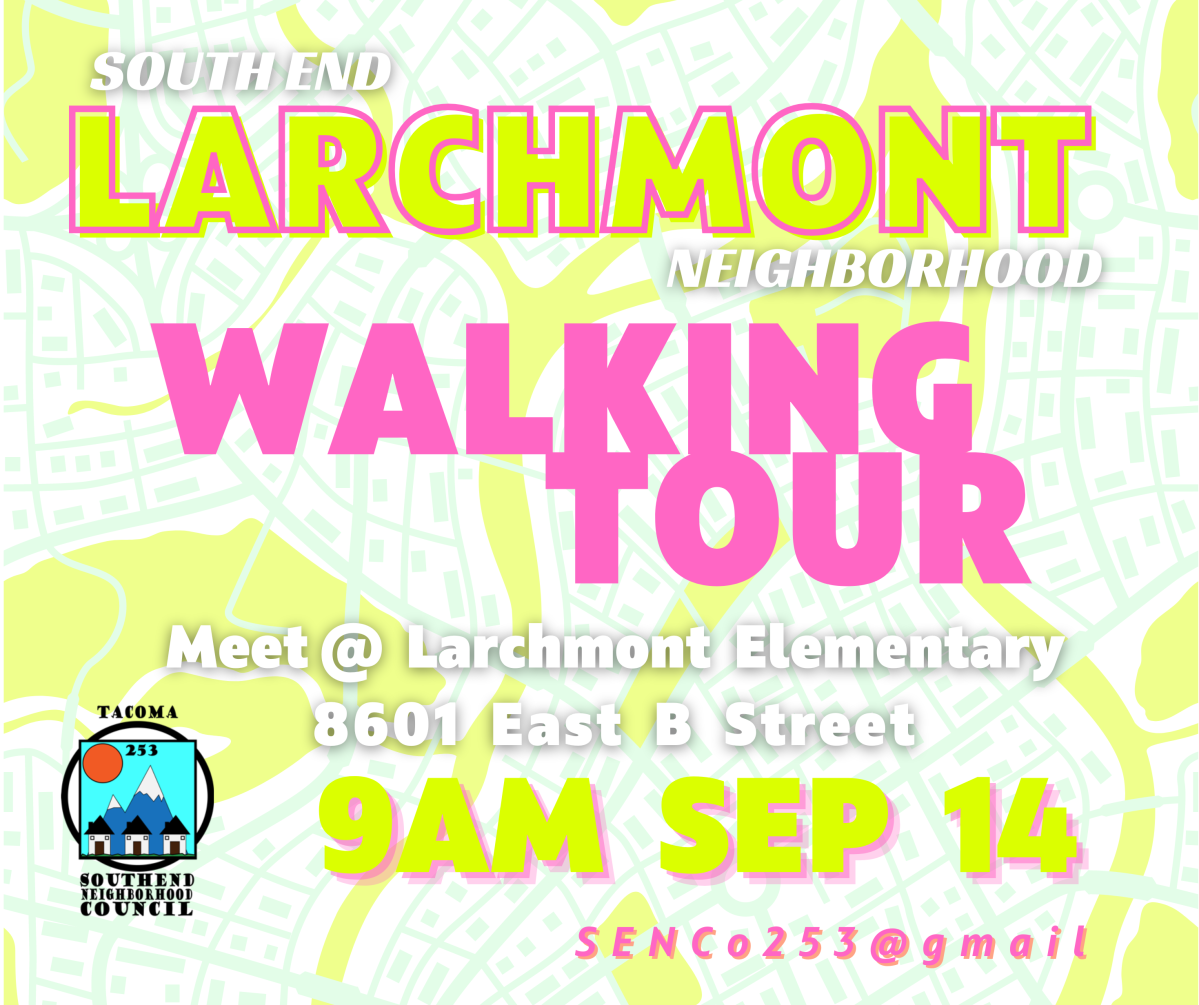 SOUTH END
LARCHMONT
NEIGHBORHOOD
WALKING
TOUR
Meet @ Larchmont Elementary
8601 East B Street
9AM SEP 14
TACOMA
253
SOUTHEND
NEIGHBORHOOD
COUNCIL
SENCo253@gmail